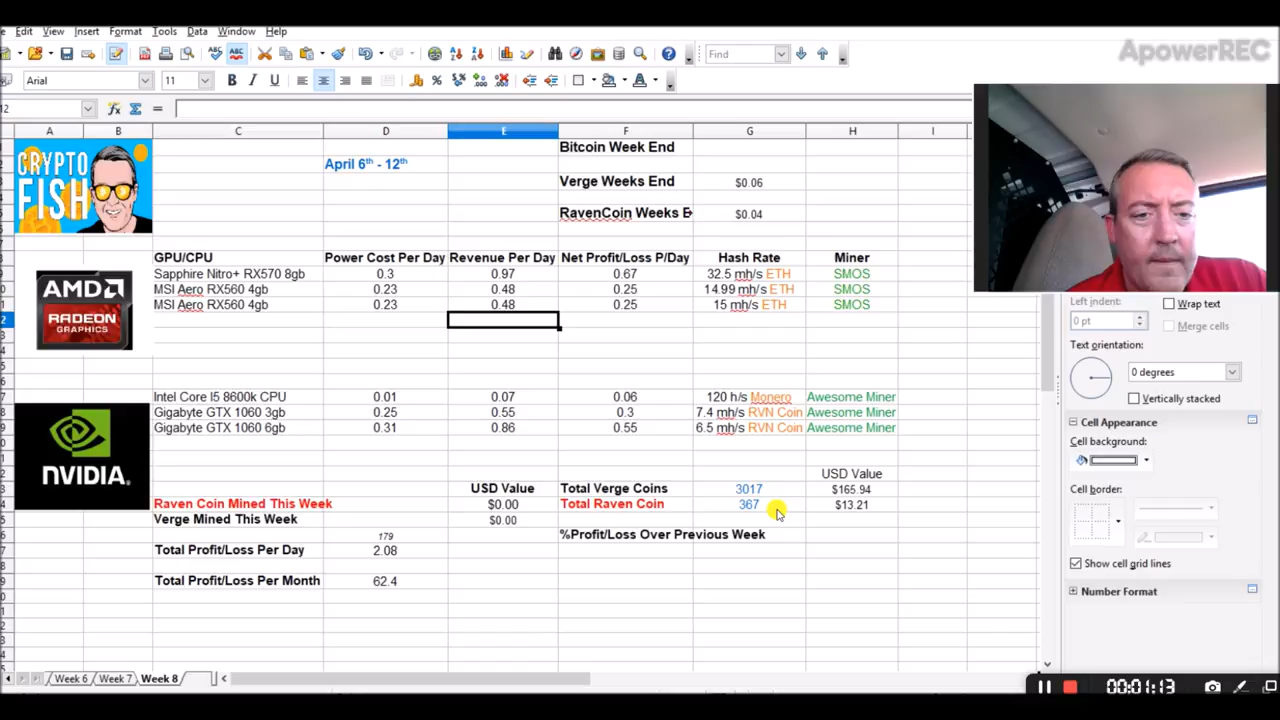 Edit View Insert Format Tools Data Window Help
ApowerREC
Find
Arial 11 B I U A
12
A B C D E F G H I
CRYPTO FISH
April 6th - 12th
Bitcoin Week End
Verge Weeks End $0.06
RavenCoin Weeks E $0.04
GPU/CPU Power Cost Per Day Revenue Per Day Net Profit/Loss P/Day Hash Rate Miner
Sapphire Nitro+ RX570 8gb 0.3 0.97 0.67 32.5 mh/s ETH SMOS
MSI Aero RX560 4gb 0.23 0.48 0.25 14.99 mh/s ETH SMOS
MSI Aero RX560 4gb 0.23 0.48 0.25 15 mh/s ETH SMOS
AMD
RADEON
GRAPHICS
Left indent: Wrap text
0 pt Merge cells
Text orientation:
0 degrees
Vertically stacked
Intel Core I5 8600k CPU 0.01 0.07 0.06 120 h/s Monero Awesome Miner
Gigabyte GTX 1060 3gb 0.25 0.55 0.3 7.4 mh/s RVN Coin Awesome Miner
Gigabyte GTX 1060 6gb 0.31 0.86 0.55 6.5 mh/s RVN Coin Awesome Miner
NVIDIA.
Cell Appearance
Cell background:
Cell border:
Show cell grid lines
Number Format
USD Value
USD Value Total Verge Coins 3017 $165.94
Raven Coin Mined This Week $0.00 Total Raven Coin 367 $13.21
Verge Mined This Week $0.00
179 %Profit/Loss Over Previous Week
Total Profit/Loss Per Day 2.08
Total Profit/Loss Per Month 62.4
Week 6 Week 7 Week 8
00:01:13